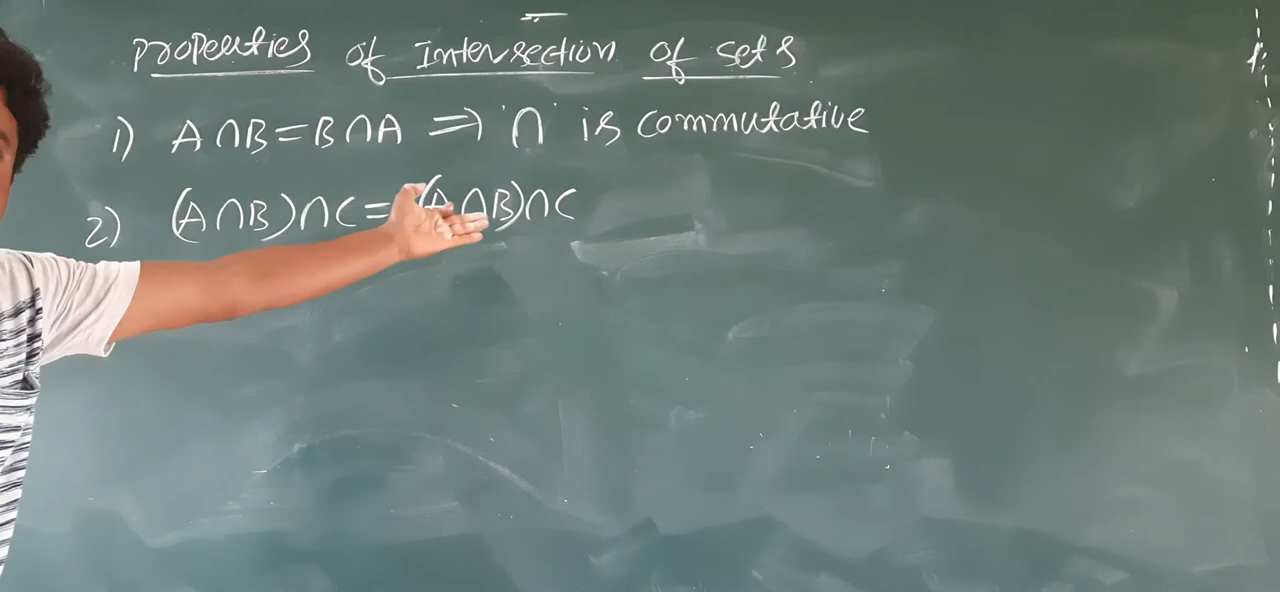 Properties of Intersection of sets
1) A∩B=B∩A ⇒ '∩' is commutative
2) (A∩B)∩C=(A∩B)∩C